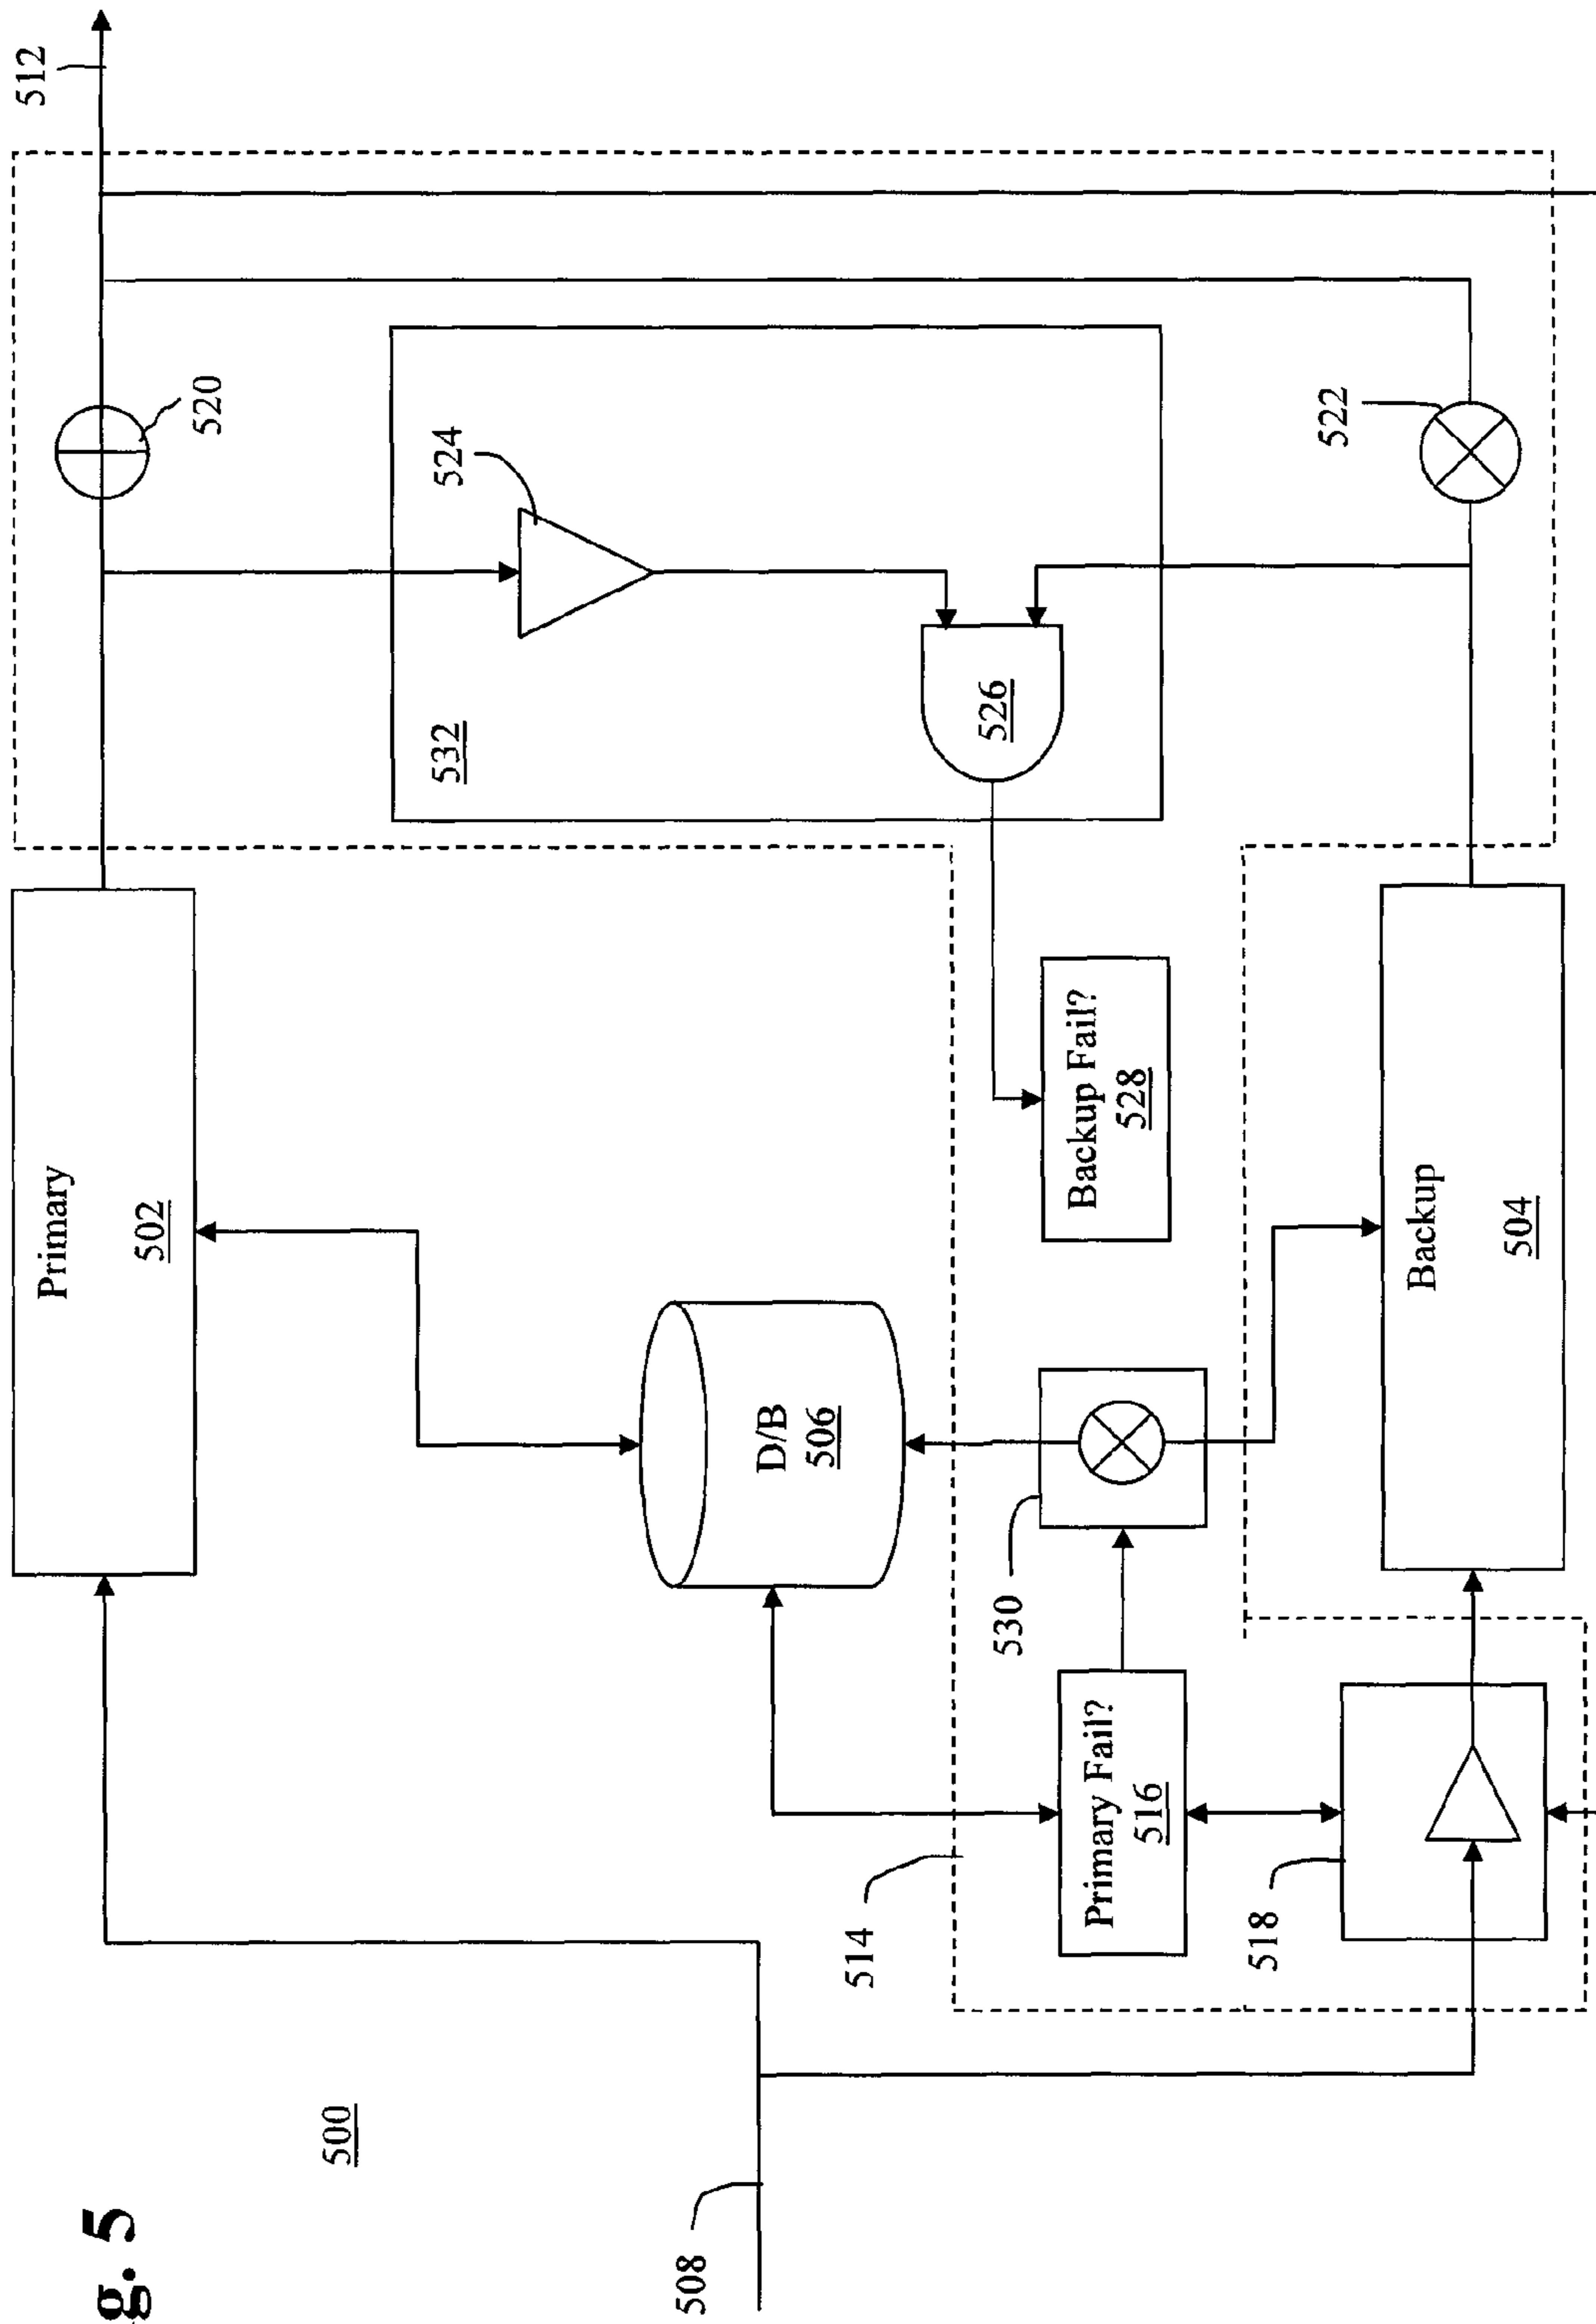 g. 5
500
508
512
Primary
502
520
532
524
526
522
D/B
506
Backup Fail?
528
530
514
Primary Fail?
516
518
Backup
504